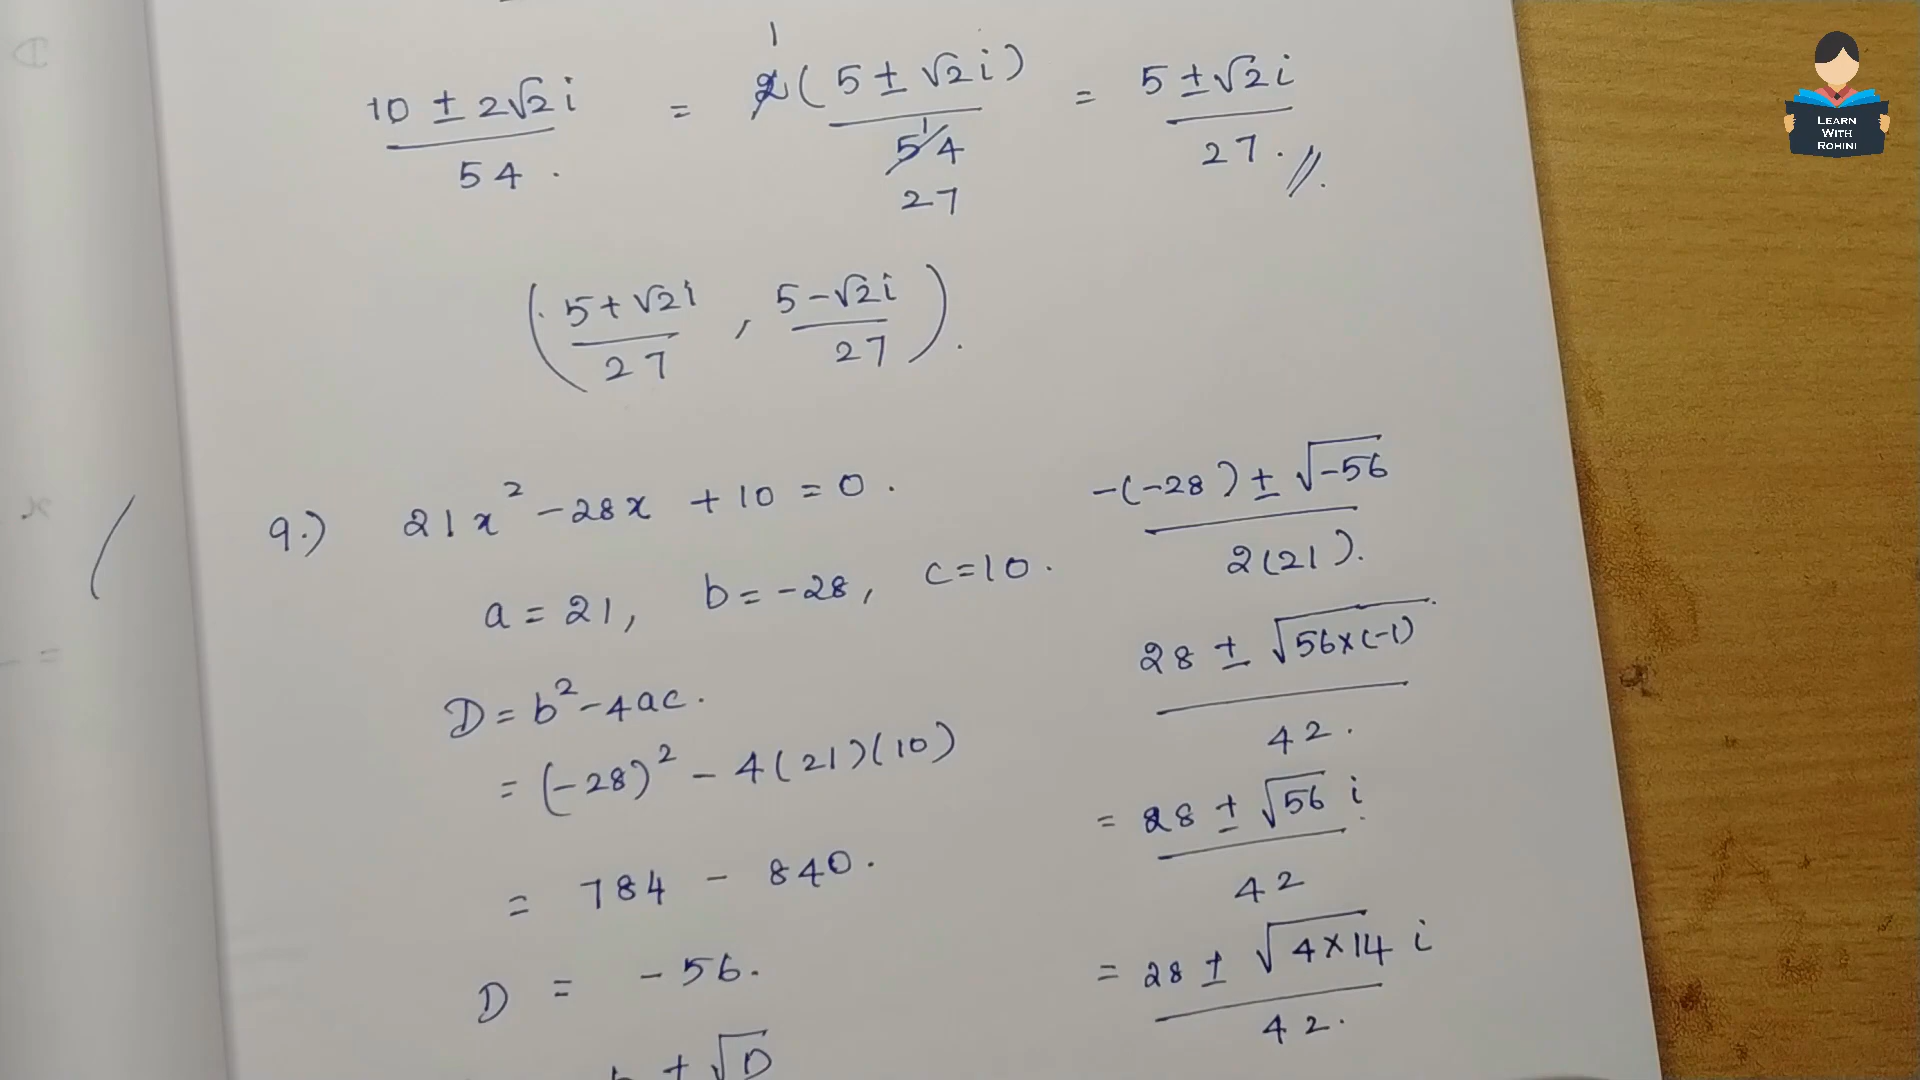 10 ± 2√2 i / 54 . = 2( 5 ± √2 i ) / 54 = 5 ± √2 i / 27 .
1
1
27
( 5 + √2 i / 27 , 5 - √2 i / 27 ) .
9.) 21x² - 28x + 10 = 0 .
a = 21, b = -28, c = 10 .
D = b² - 4ac .
= (-28)² - 4(21)(10)
= 784 - 840 .
D = -56 .
± √D
-(-28) ± √-56 / 2(21) .
28 ± √56×(-1) / 42 .
= 28 ± √56 i / 42
= 28 ± √4×14 i / 42 .
LEARN
WITH
ROHINI